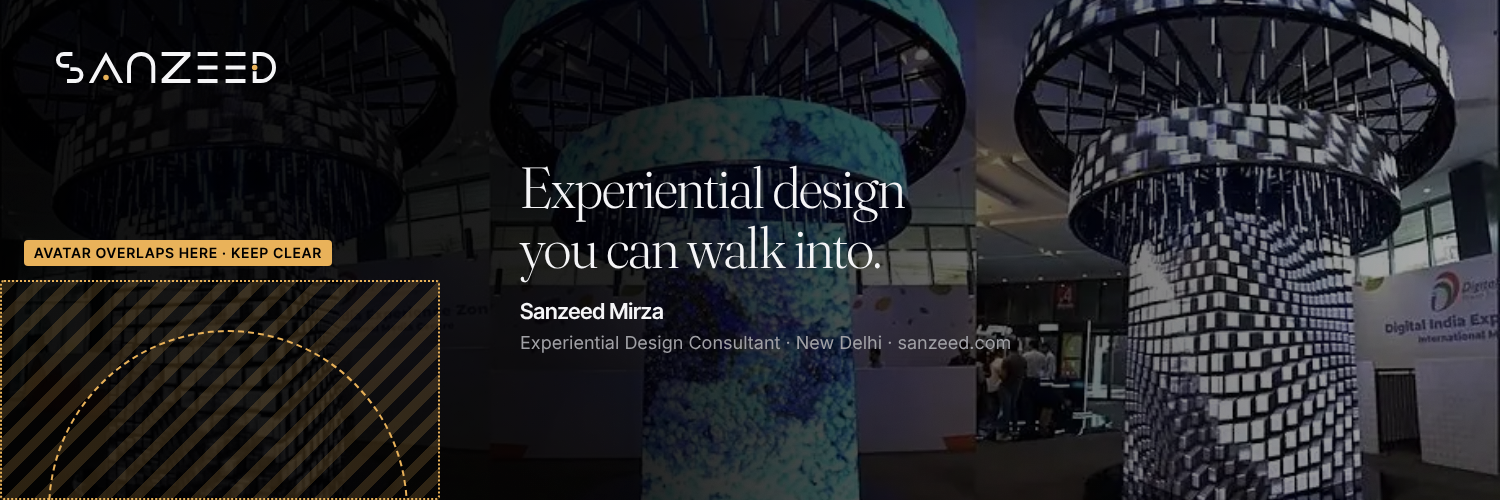 SANZEED
Experiential design
you can walk into.
Sanzeed Mirza
Experiential Design Consultant · New Delhi · sanzeed.com
AVATAR OVERLAPS HERE · KEEP CLEAR
Digital India
International